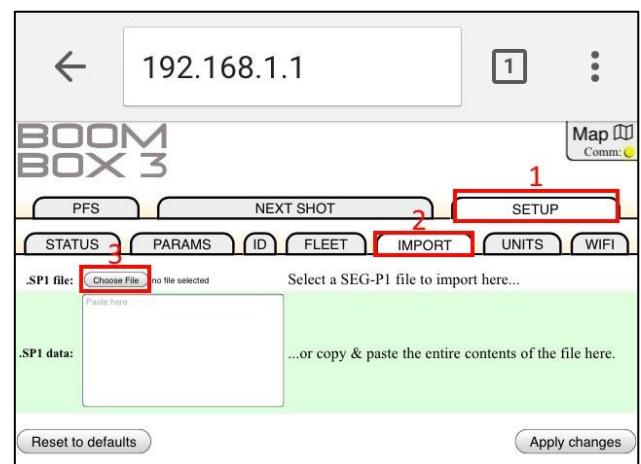 192.168.1.1
1
BOOM
BOX 3
Map
Comm:
1
PFS NEXT SHOT SETUP
2
STATUS PARAMS ID FLEET IMPORT UNITS WIFI
3
.SP1 file: Choose File no file selected Select a SEG-P1 file to import here...
Paste here
.SP1 data: ...or copy & paste the entire contents of the file here.
Reset to defaults Apply changes